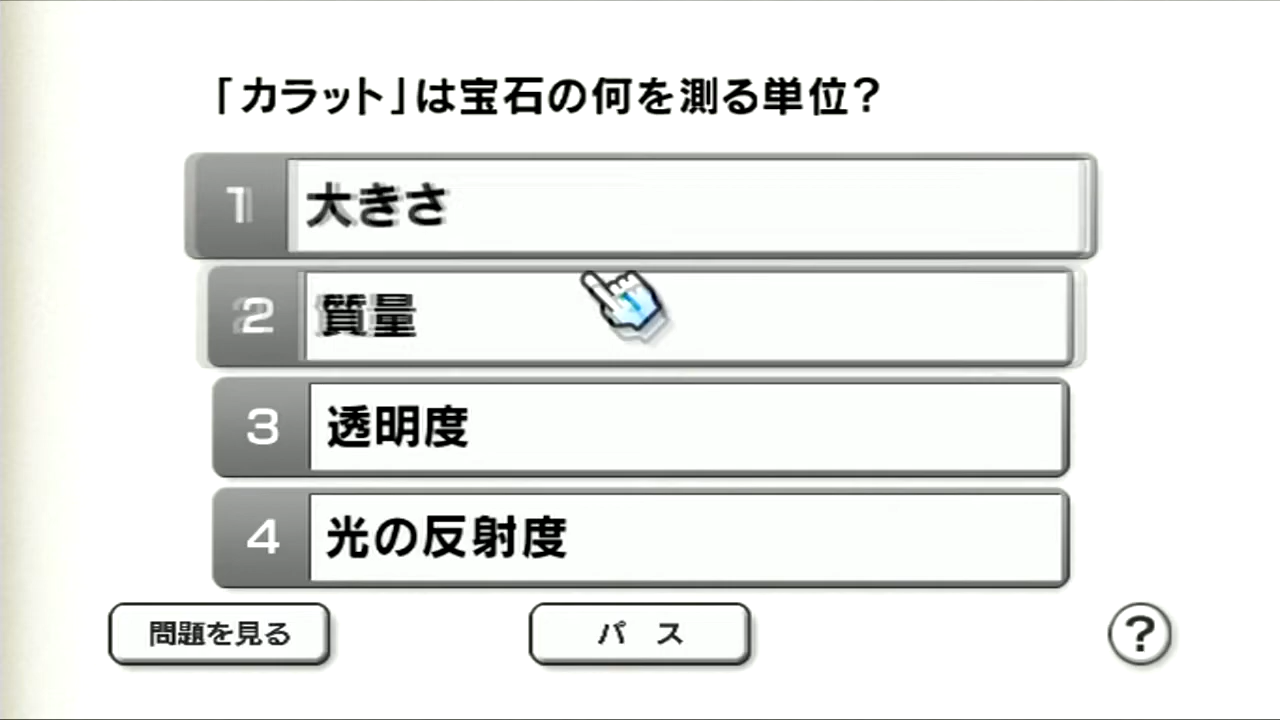 「カラット」は宝石の何を測る単位？
1 大きさ
2 質量
3 透明度
4 光の反射度
問題を見る
パス
?